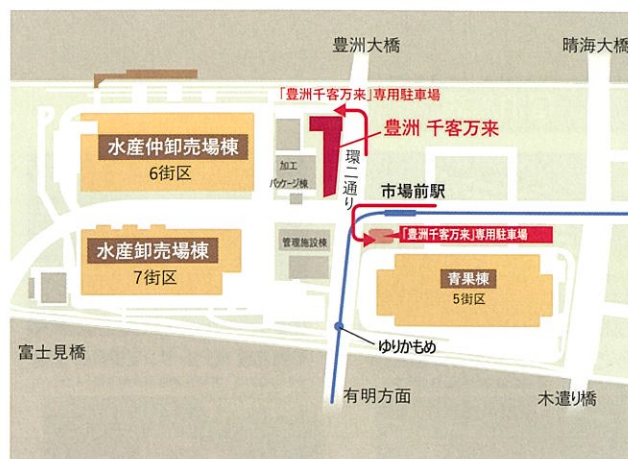 豊洲大橋
晴海大橋
「豊洲千客万来」専用駐車場
豊洲 千客万来
水産仲卸売場棟
6街区
加工
パッケージ棟
環二通り
市場前駅
「豊洲千客万来」専用駐車場
水産卸売場棟
7街区
管理施設棟
青果棟
5街区
ゆりかもめ
富士見橋
有明方面
木遣り橋